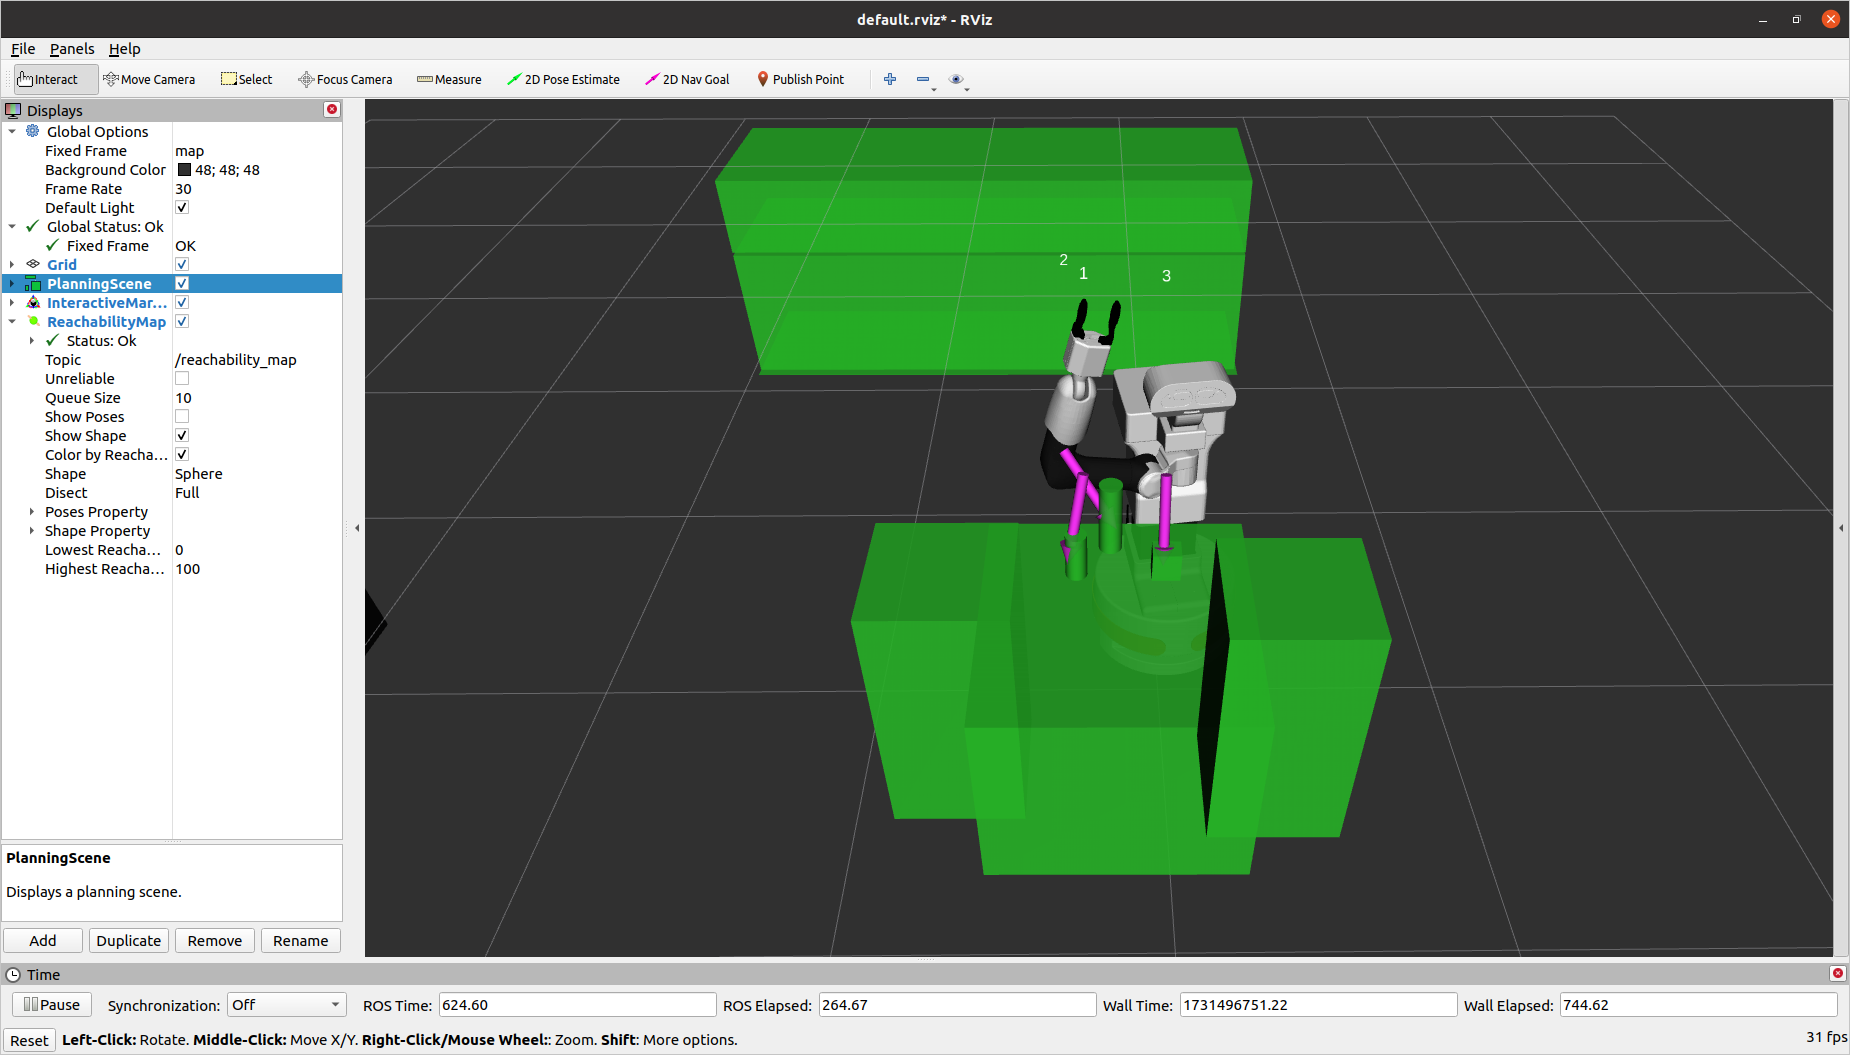 default.rviz* - RViz
File Panels Help
Interact Move Camera Select Focus Camera Measure 2D Pose Estimate 2D Nav Goal Publish Point
Displays
Global Options
Fixed Frame map
Background Color 48; 48; 48
Frame Rate 30
Default Light
Global Status: Ok
Fixed Frame OK
Grid
PlanningScene
InteractiveMar...
ReachabilityMap
Status: Ok
Topic /reachability_map
Unreliable
Queue Size 10
Show Poses
Show Shape
Color by Reacha...
Shape Sphere
Disect Full
Poses Property
Shape Property
Lowest Reacha... 0
Highest Reacha... 100
2
1
3
PlanningScene
Displays a planning scene.
Add Duplicate Remove Rename
Time
Pause Synchronization: Off ROS Time: 624.60 ROS Elapsed: 264.67 Wall Time: 1731496751.22 Wall Elapsed: 744.62
Reset Left-Click: Rotate. Middle-Click: Move X/Y. Right-Click/Mouse Wheel:: Zoom. Shift: More options. 31 fps